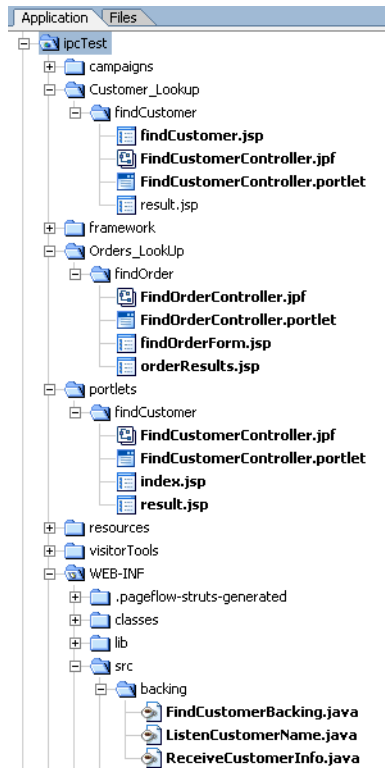 Application Files
ipcTest
campaigns
Customer_Lookup
findCustomer
findCustomer.jsp
FindCustomerController.jpf
FindCustomerController.portlet
result.jsp
framework
Orders_LookUp
findOrder
FindOrderController.jpf
FindOrderController.portlet
findOrderForm.jsp
orderResults.jsp
portlets
findCustomer
FindCustomerController.jpf
FindCustomerController.portlet
index.jsp
result.jsp
resources
visitorTools
WEB-INF
.pageflow-struts-generated
classes
lib
src
backing
FindCustomerBacking.java
ListenCustomerName.java
ReceiveCustomerInfo.java